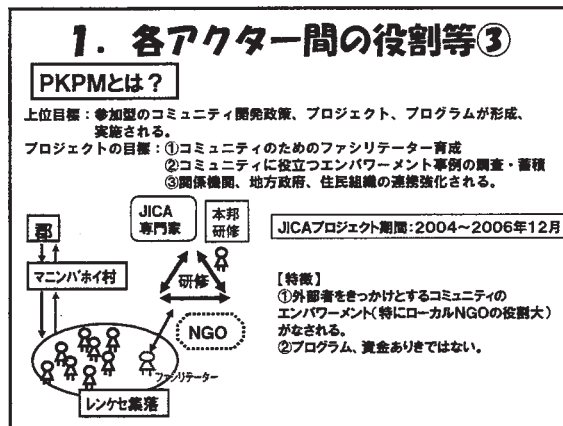 1. 各アクター間の役割等③
PKPMとは？
上位目標：参加型のコミュニティ開発政策、プロジェクト、プログラムが形成、
実施される。
プロジェクトの目標：①コミュニティのためのファシリテーター育成
②コミュニティに役立つエンパワーメント事例の調査・蓄積
③関係機関、地方政府、住民組織の連携強化される。
郡
マニンバホイ村
レンケセ集落
ファシリテーター
JICA
専門家
本邦
研修
研修
NGO
JICAプロジェクト期間：2004～2006年12月
【特徴】
①外部者をきっかけとするコミュニティの
エンパワーメント（特にローカルNGOの役割大）
がなされる。
②プログラム、資金ありきではない。